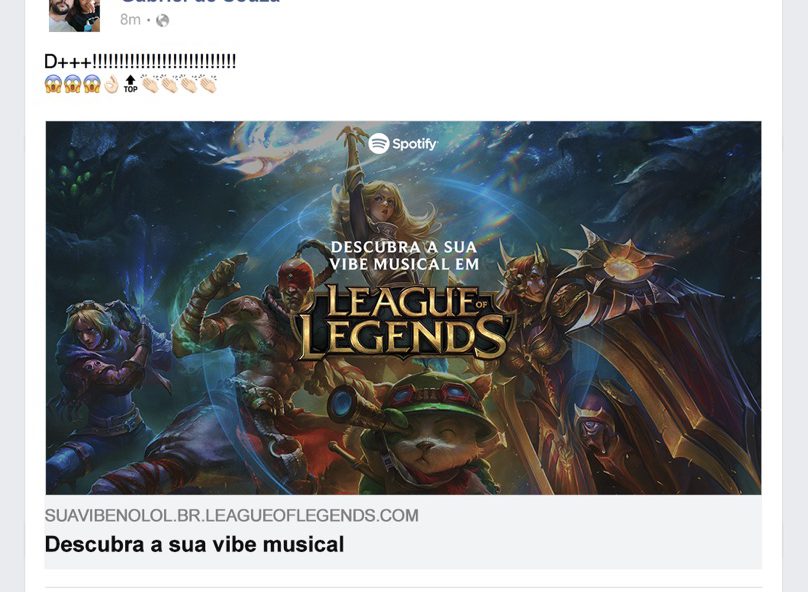 Gabriel de Souza
8m
D+++!!!!!!!!!!!!!!!!!!!!!!!!!!!
😱😱😱👌🏻🔝👏🏻👏🏻👏🏻👏🏻
Spotify
DESCUBRA A SUA
VIBE MUSICAL EM
LEAGUE OF
LEGENDS
SUAVIBENOLOL.BR.LEAGUEOFLEGENDS.COM
Descubra a sua vibe musical